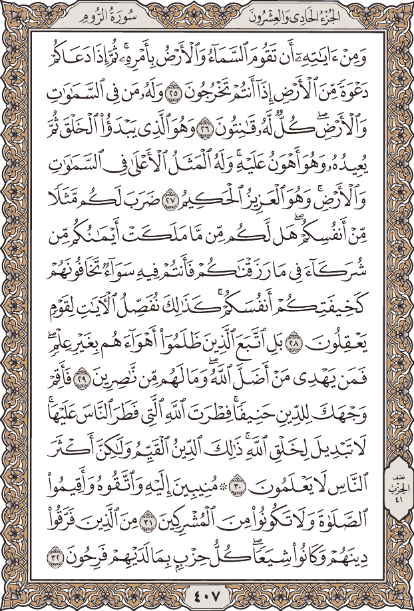 الجزء الحادي والعشرون
سورة الروم
وَمِنْ ءَايَٰتِهِۦٓ أَن تَقُومَ ٱلسَّمَآءُ وَٱلْأَرْضُ بِأَمْرِهِۦ ۚ ثُمَّ إِذَا دَعَاكُمْ
دَعْوَةً مِّنَ ٱلْأَرْضِ إِذَآ أَنتُمْ تَخْرُجُونَ ٢٥ وَلَهُۥ مَن فِى ٱلسَّمَٰوَٰتِ
وَٱلْأَرْضِ ۖ كُلٌّ لَّهُۥ قَٰنِتُونَ ٢٦ وَهُوَ ٱلَّذِى يَبْدَؤُا۟ ٱلْخَلْقَ ثُمَّ
يُعِيدُهُۥ وَهُوَ أَهْوَنُ عَلَيْهِ ۚ وَلَهُ ٱلْمَثَلُ ٱلْأَعْلَىٰ فِى ٱلسَّمَٰوَٰتِ
وَٱلْأَرْضِ ۚ وَهُوَ ٱلْعَزِيزُ ٱلْحَكِيمُ ٢٧ ضَرَبَ لَكُم مَّثَلًا
مِّنْ أَنفُسِكُمْ ۖ هَل لَّكُم مِّن مَّا مَلَكَتْ أَيْمَٰنُكُم مِّن
شُرَكَآءَ فِى مَا رَزَقْنَٰكُمْ فَأَنتُمْ فِيهِ سَوَآءٌ تَخَافُونَهُمْ
كَخِيفَتِكُمْ أَنفُسَكُمْ ۚ كَذَٰلِكَ نُفَصِّلُ ٱلْءَايَٰتِ لِقَوْمٍ
يَعْقِلُونَ ٢٨ بَلِ ٱتَّبَعَ ٱلَّذِينَ ظَلَمُوٓا۟ أَهْوَآءَهُم بِغَيْرِ عِلْمٍ ۖ
فَمَن يَهْدِى مَنْ أَضَلَّ ٱللَّهُ ۖ وَمَا لَهُم مِّن نَّٰصِرِينَ ٢٩ فَأَقِمْ
وَجْهَكَ لِلدِّينِ حَنِيفًا ۚ فِطْرَتَ ٱللَّهِ ٱلَّتِى فَطَرَ ٱلنَّاسَ عَلَيْهَا ۚ
لَا تَبْدِيلَ لِخَلْقِ ٱللَّهِ ۚ ذَٰلِكَ ٱلدِّينُ ٱلْقَيِّمُ وَلَٰكِنَّ أَكْثَرَ
ٱلنَّاسِ لَا يَعْلَمُونَ ٣٠ ۞ مُنِيبِينَ إِلَيْهِ وَٱتَّقُوهُ وَأَقِيمُوا۟
ٱلصَّلَوٰةَ وَلَا تَكُونُوا۟ مِنَ ٱلْمُشْرِكِينَ ٣١ مِنَ ٱلَّذِينَ فَرَّقُوا۟
دِينَهُمْ وَكَانُوا۟ شِيَعًا ۖ كُلُّ حِزْبٍۭ بِمَا لَدَيْهِمْ فَرِحُونَ ٣٢
نصف
الحزب
٤١
٤٠٧